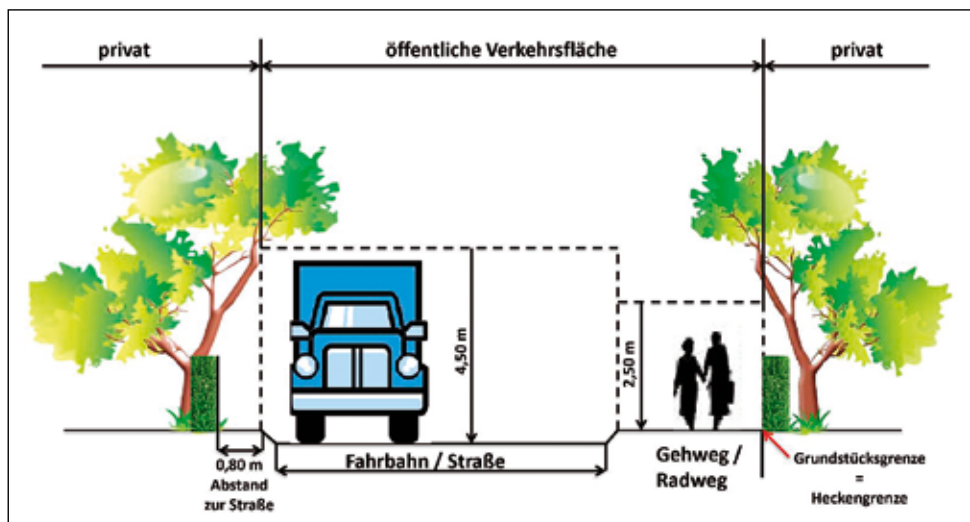 privat
öffentliche Verkehrsfläche
privat
4,50 m
2,50 m
0,80 m
Abstand
zur Straße
Fahrbahn / Straße
Gehweg /
Radweg
Grundstücksgrenze
=
Heckengrenze